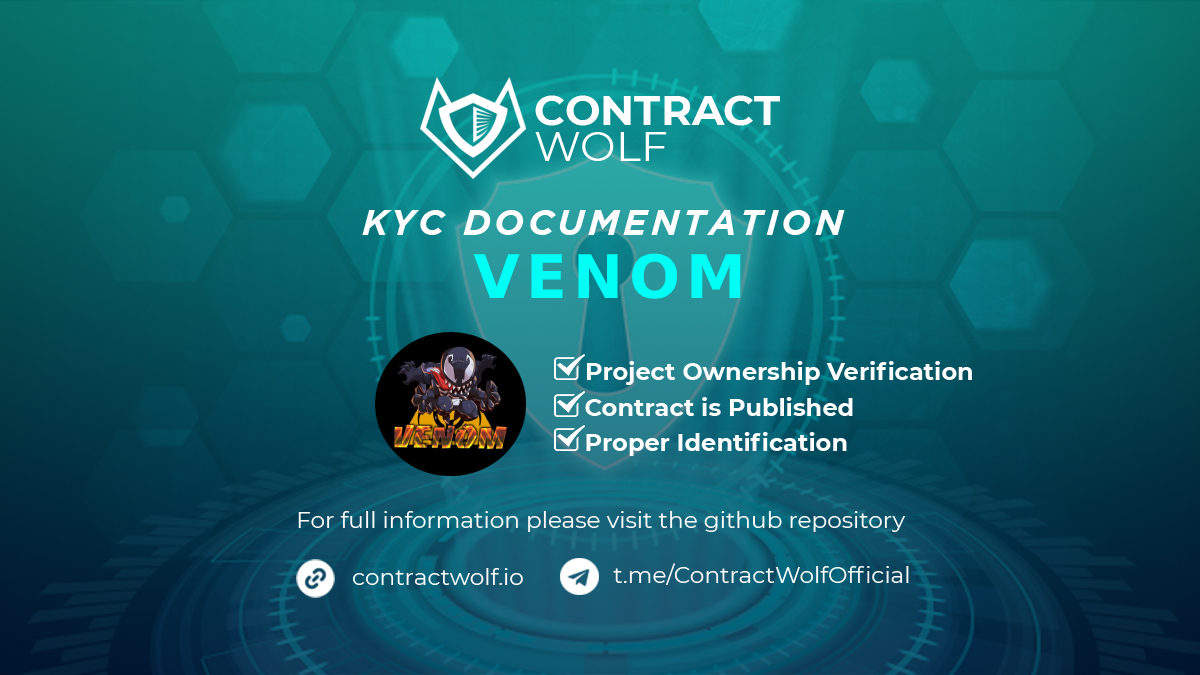 CONTRACT
WOLF
KYC DOCUMENTATION
VENOM
VENOM
Project Ownership Verification
Contract is Published
Proper Identification
For full information please visit the github repository
contractwolf.io
t.me/ContractWolfOfficial